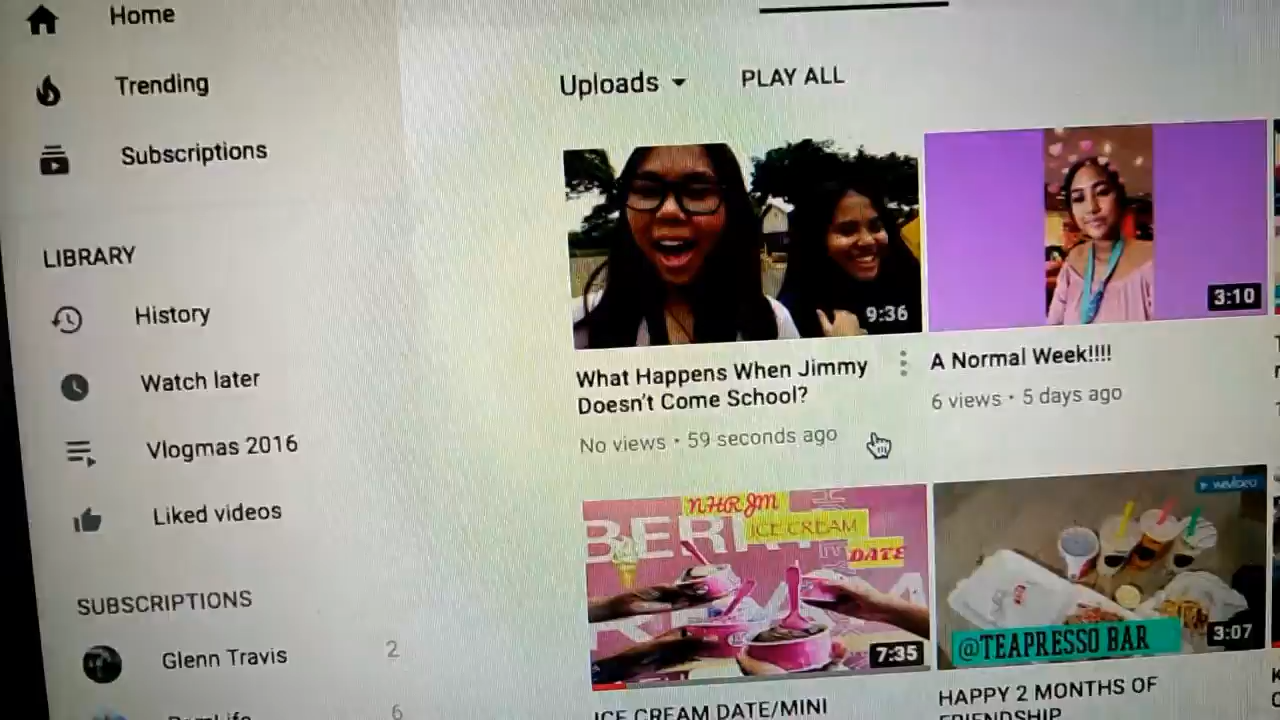 Home
Trending
Subscriptions
LIBRARY
History
Watch later
Vlogmas 2016
Liked videos
SUBSCRIPTIONS
Glenn Travis 2
6
Uploads PLAY ALL
9:36
What Happens When Jimmy
Doesn't Come School?
No views • 59 seconds ago
3:10
A Normal Week!!!!
6 views • 5 days ago
NHRJM
ICE CREAM
DATE
7:35
ICE CREAM DATE/MINI
wevideo
@TEAPRESSO BAR
3:07
HAPPY 2 MONTHS OF
FRIENDSHIP